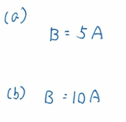 (a)
B = 5A
(b) B = 10A